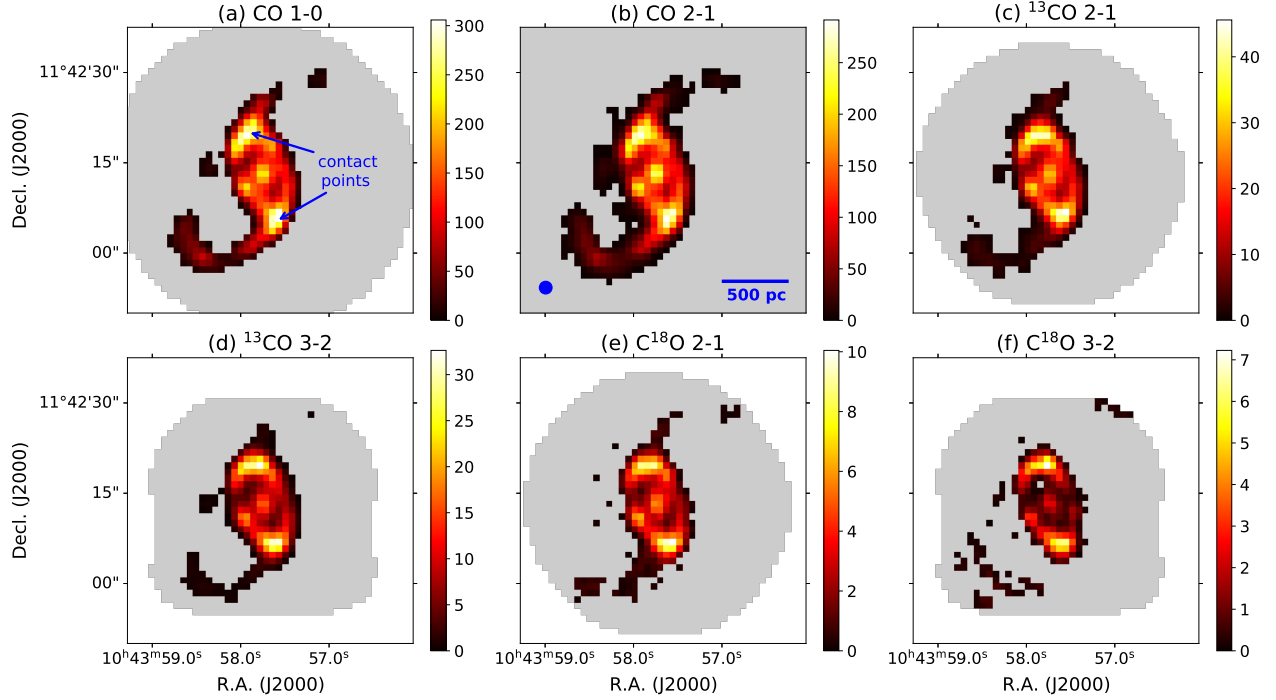 (a) CO 1-0
(b) CO 2-1
(c) ¹³CO 2-1
11°42'30"
15"
00"
Decl. (J2000)
contact
points
500 pc
300
250
200
150
100
50
0
250
200
150
100
50
0
40
30
20
10
0
(d) ¹³CO 3-2
(e) C¹⁸O 2-1
(f) C¹⁸O 3-2
11°42'30"
15"
00"
Decl. (J2000)
30
25
20
15
10
5
0
10
8
6
4
2
0
7
6
5
4
3
2
1
0
10ʰ43ᵐ59.0ˢ 58.0ˢ 57.0ˢ
10ʰ43ᵐ59.0ˢ 58.0ˢ 57.0ˢ
10ʰ43ᵐ59.0ˢ 58.0ˢ 57.0ˢ
R.A. (J2000)
R.A. (J2000)
R.A. (J2000)